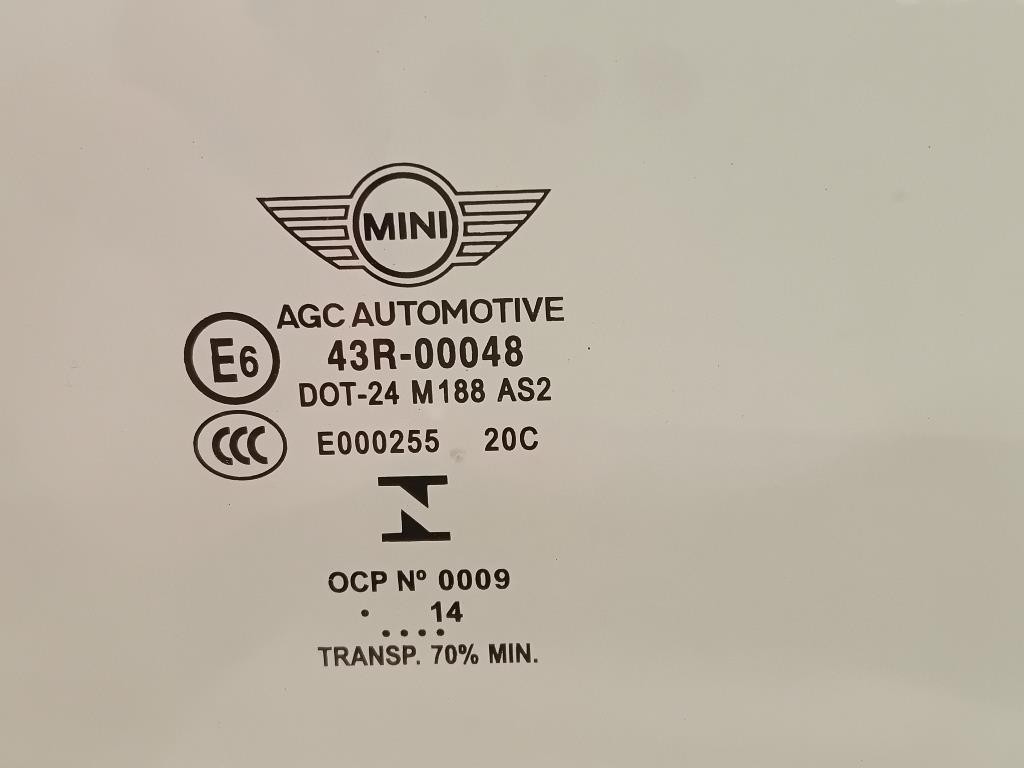 MINI
AGC AUTOMOTIVE
E6 43R-00048
DOT-24 M188 AS2
CCC E000255 20C
OCP Nº 0009
. 14
....
TRANSP. 70% MIN.